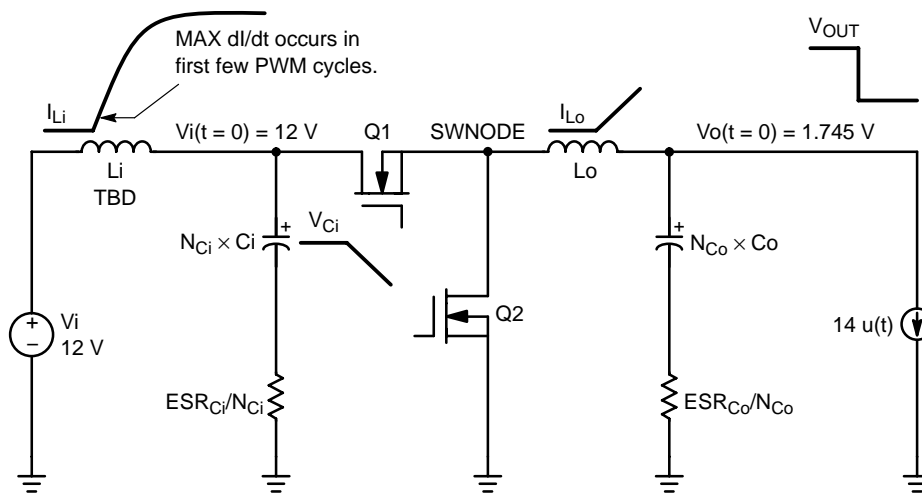 MAX dI/dt occurs in
first few PWM cycles.
V_OUT
I_Li
Vi(t = 0) = 12 V
Q1
SWNODE
I_Lo
Vo(t = 0) = 1.745 V
Li
TBD
Lo
V_Ci
N_Ci × Ci
+
N_Co × Co
+
Q2
+
−
Vi
12 V
14 u(t)
ESR_Ci/N_Ci
ESR_Co/N_Co